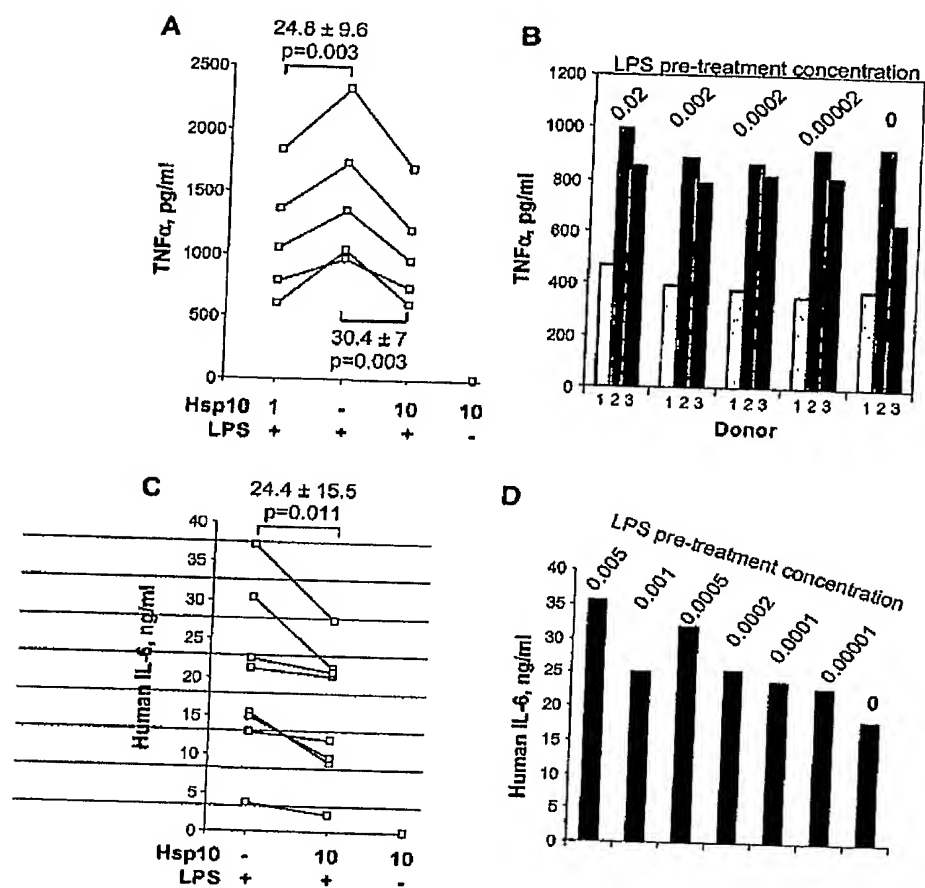 A
24.8 ± 9.6
p=0.003
2500
2000
1500
1000
500
0
TNFα, pg/ml
30.4 ± 7
p=0.003
Hsp10 1 - 10 10
LPS + + + -
B
LPS pre-treatment concentration
1200
1000
800
600
400
200
0
TNFα, pg/ml
0.02 0.002 0.0002 0.00002 0
1 2 3 1 2 3 1 2 3 1 2 3 1 2 3
Donor
C
24.4 ± 15.5
p=0.011
40
35
30
25
20
15
10
5
0
Human IL-6, ng/ml
Hsp10 - 10 10
LPS + + -
D
LPS pre-treatment concentration
40
35
30
25
20
15
10
5
0
Human IL-6, ng/ml
0.005 0.001 0.0005 0.0002 0.0001 0.00001 0